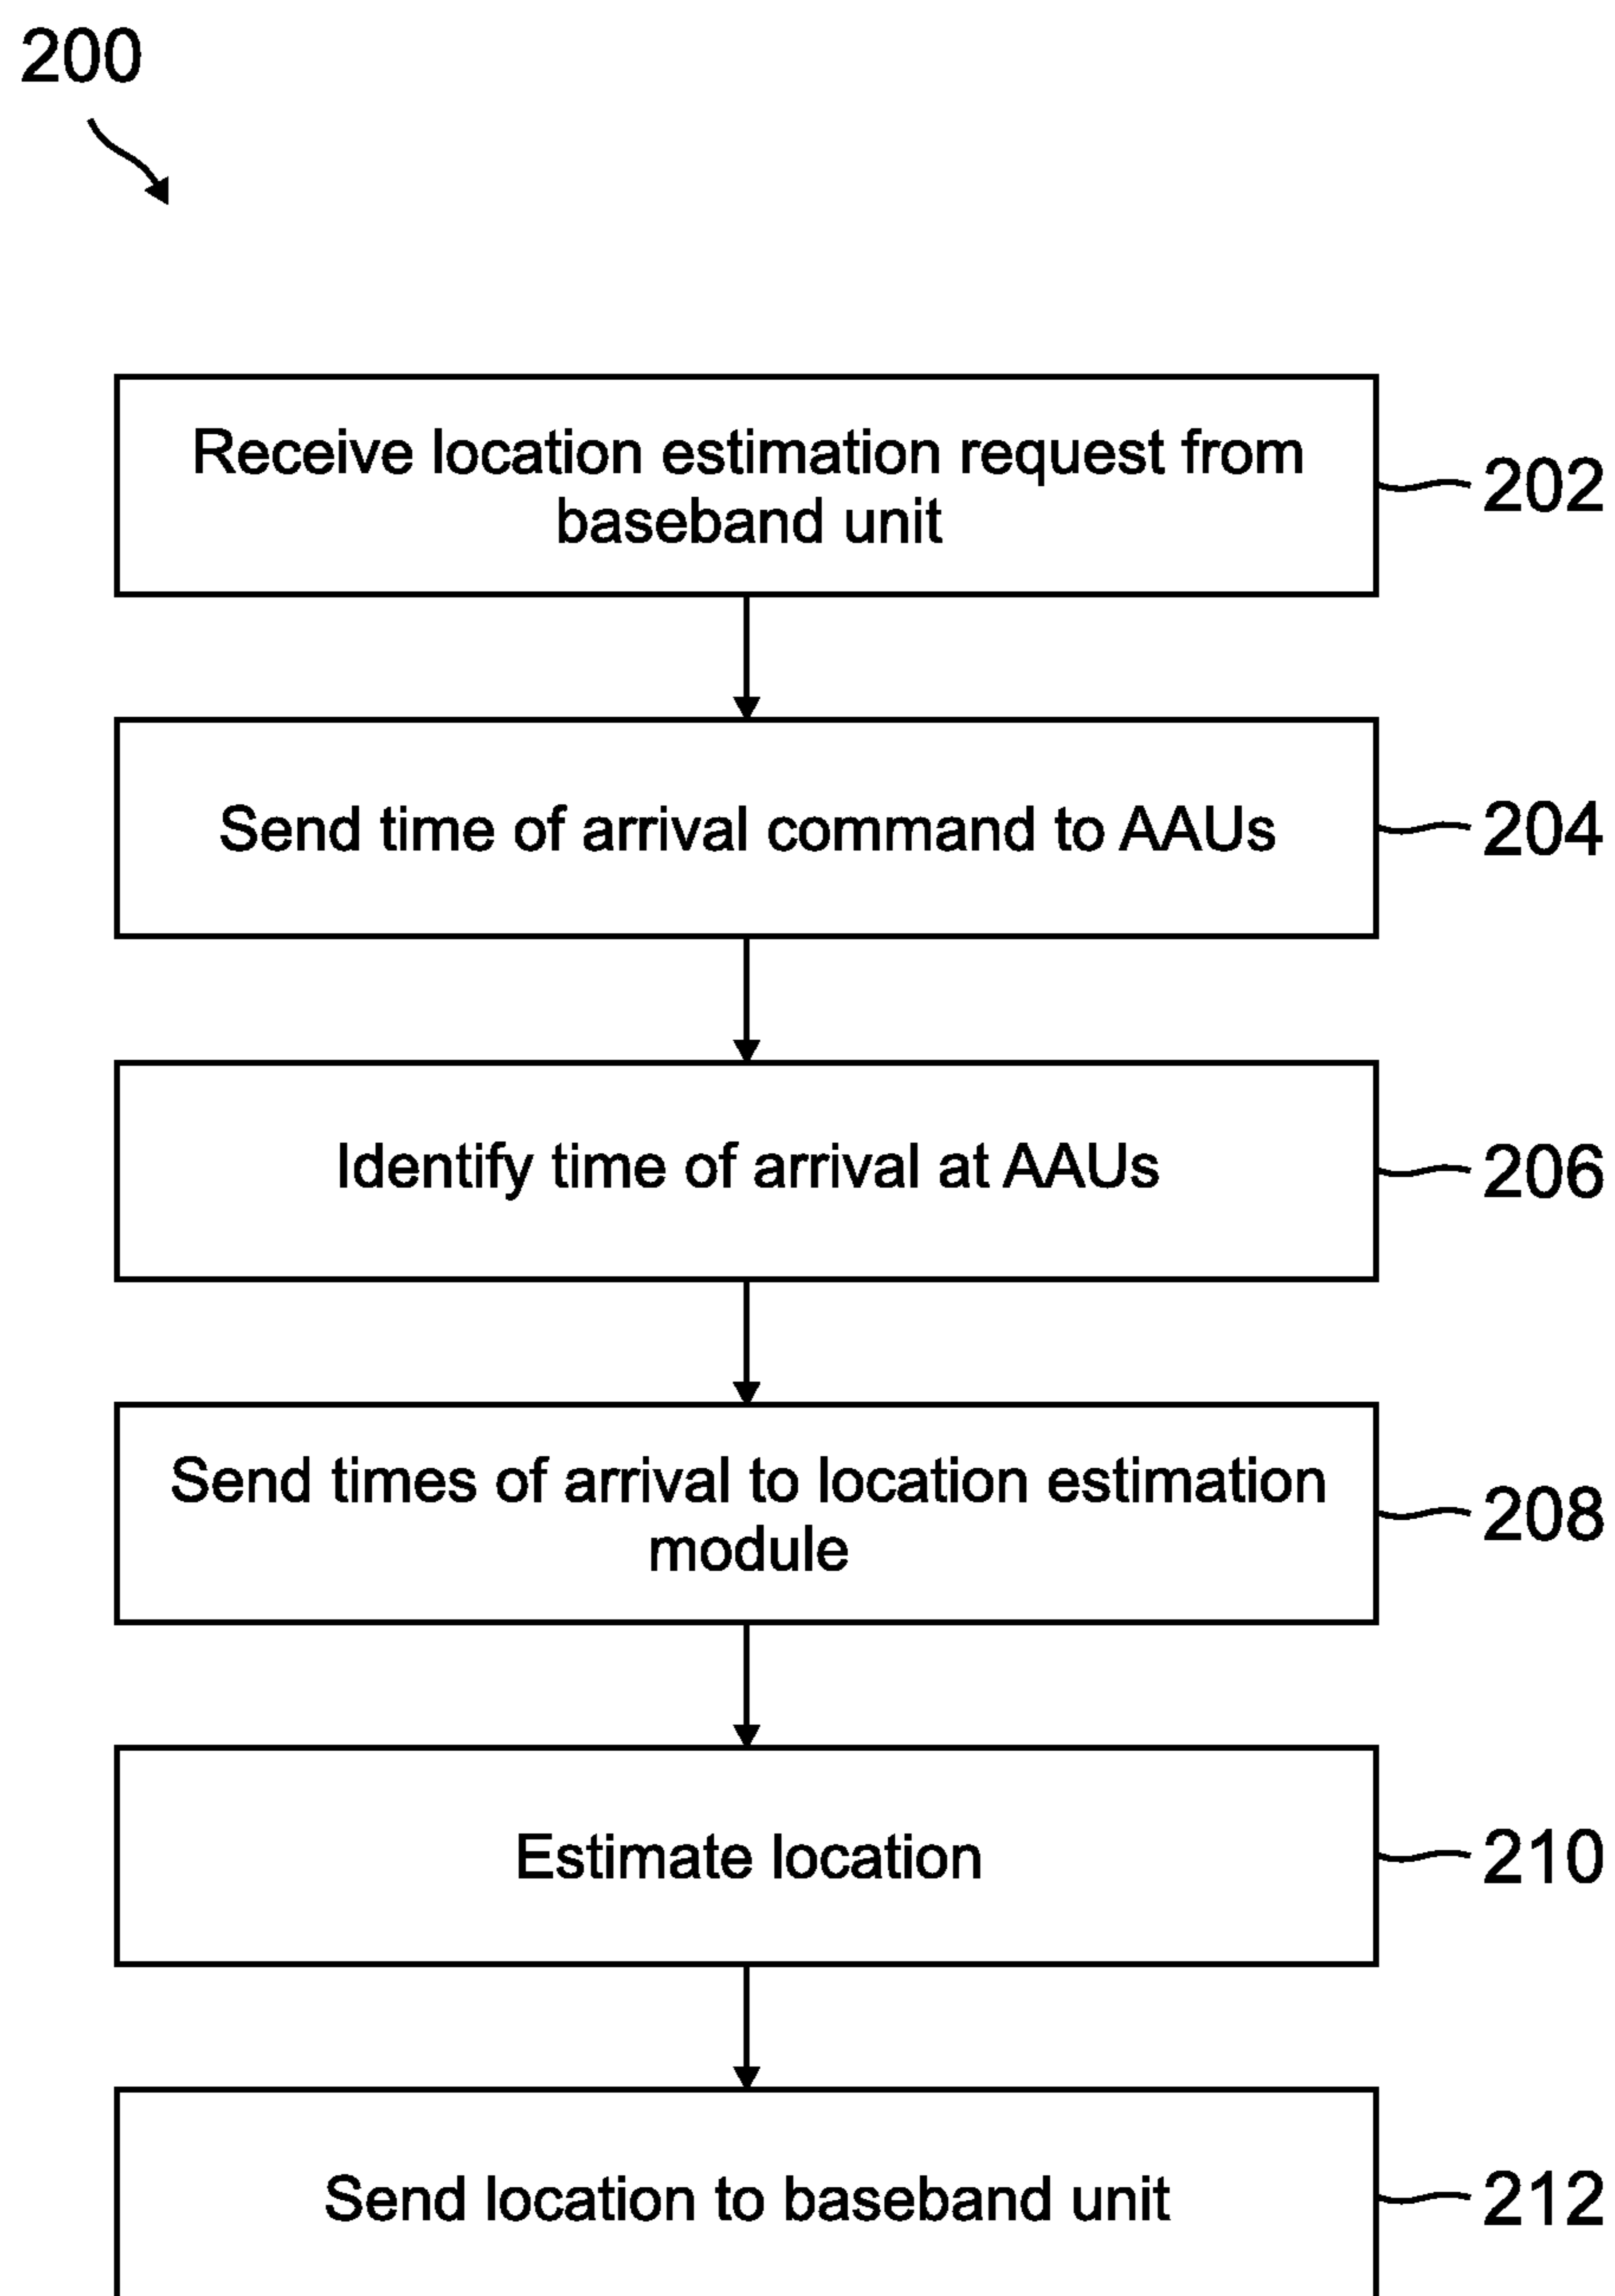 200
Receive location estimation request from
baseband unit
202
Send time of arrival command to AAUs
204
Identify time of arrival at AAUs
206
Send times of arrival to location estimation
module
208
Estimate location
210
Send location to baseband unit
212